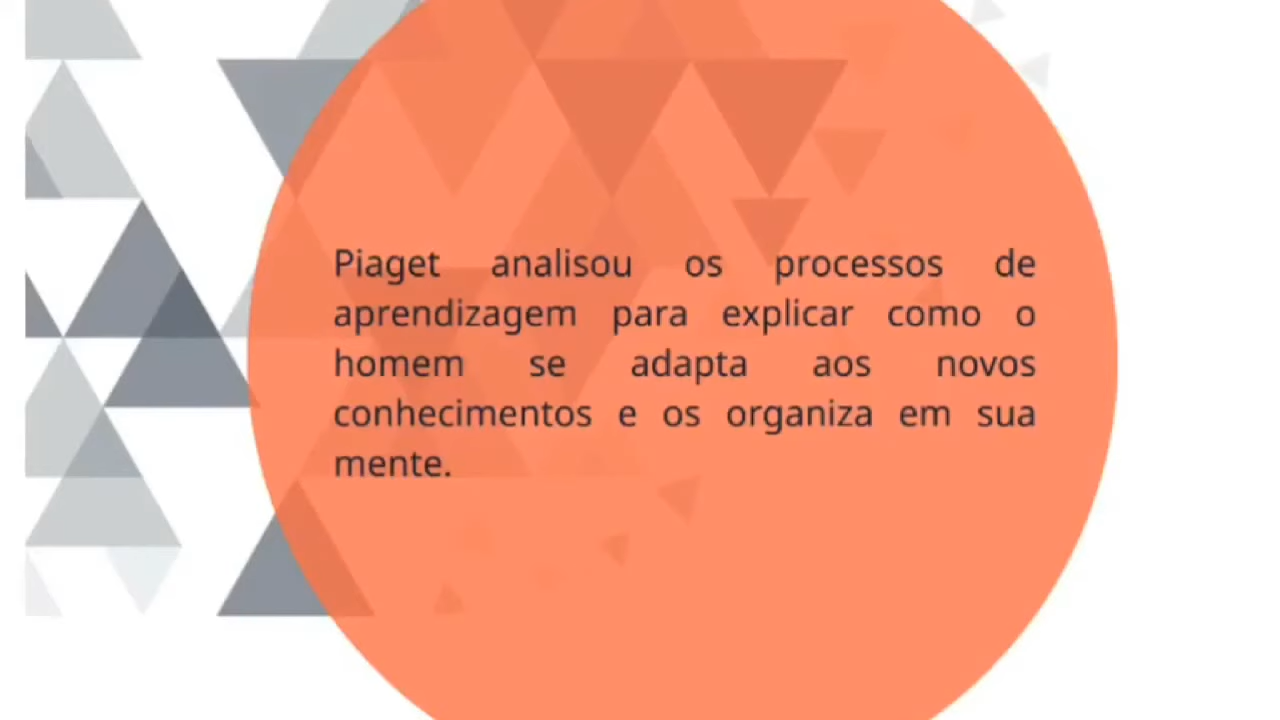 Piaget analisou os processos de
aprendizagem para explicar como o
homem se adapta aos novos
conhecimentos e os organiza em sua
mente.